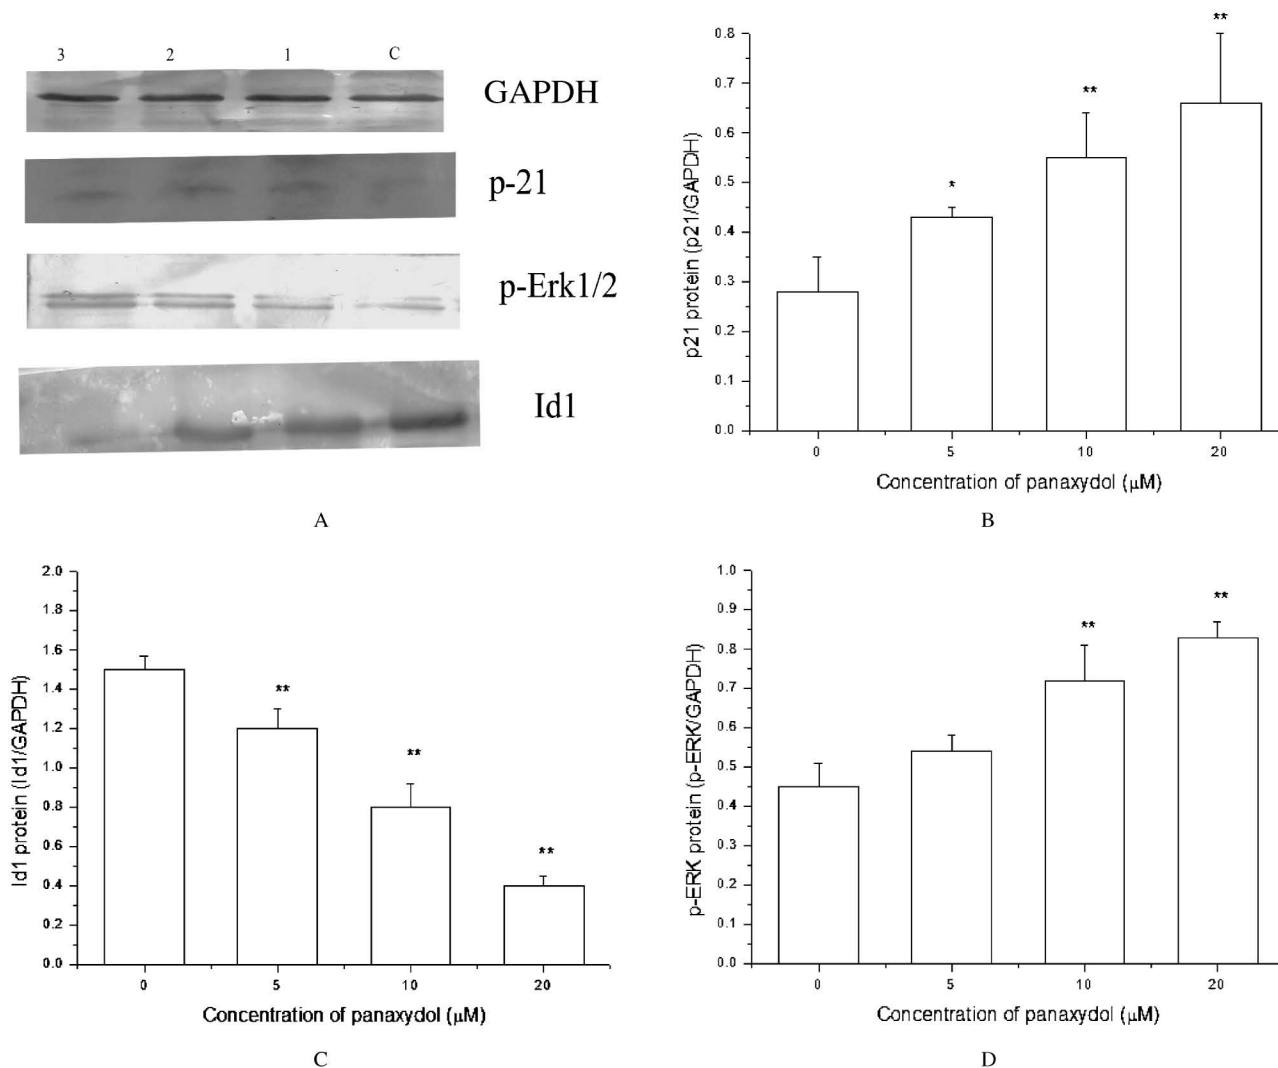 3 2 1 C
GAPDH
p-21
p-Erk1/2
Id1
A
0.8
0.7
0.6
0.5
0.4
0.3
0.2
0.1
0.0
p21 protein (p21/GAPDH)
*
**
**
0 5 10 20
Concentration of panaxydol (μM)
B
2.0
1.8
1.6
1.4
1.2
1.0
0.8
0.6
0.4
0.2
0.0
Id1 protein (Id1/GAPDH)
**
**
**
0 5 10 20
Concentration of panaxydol (μM)
C
1.0
0.9
0.8
0.7
0.6
0.5
0.4
0.3
0.2
0.1
0.0
p-ERK protein (p-ERK/GAPDH)
**
**
0 5 10 20
Concentration of panaxydol (μM)
D